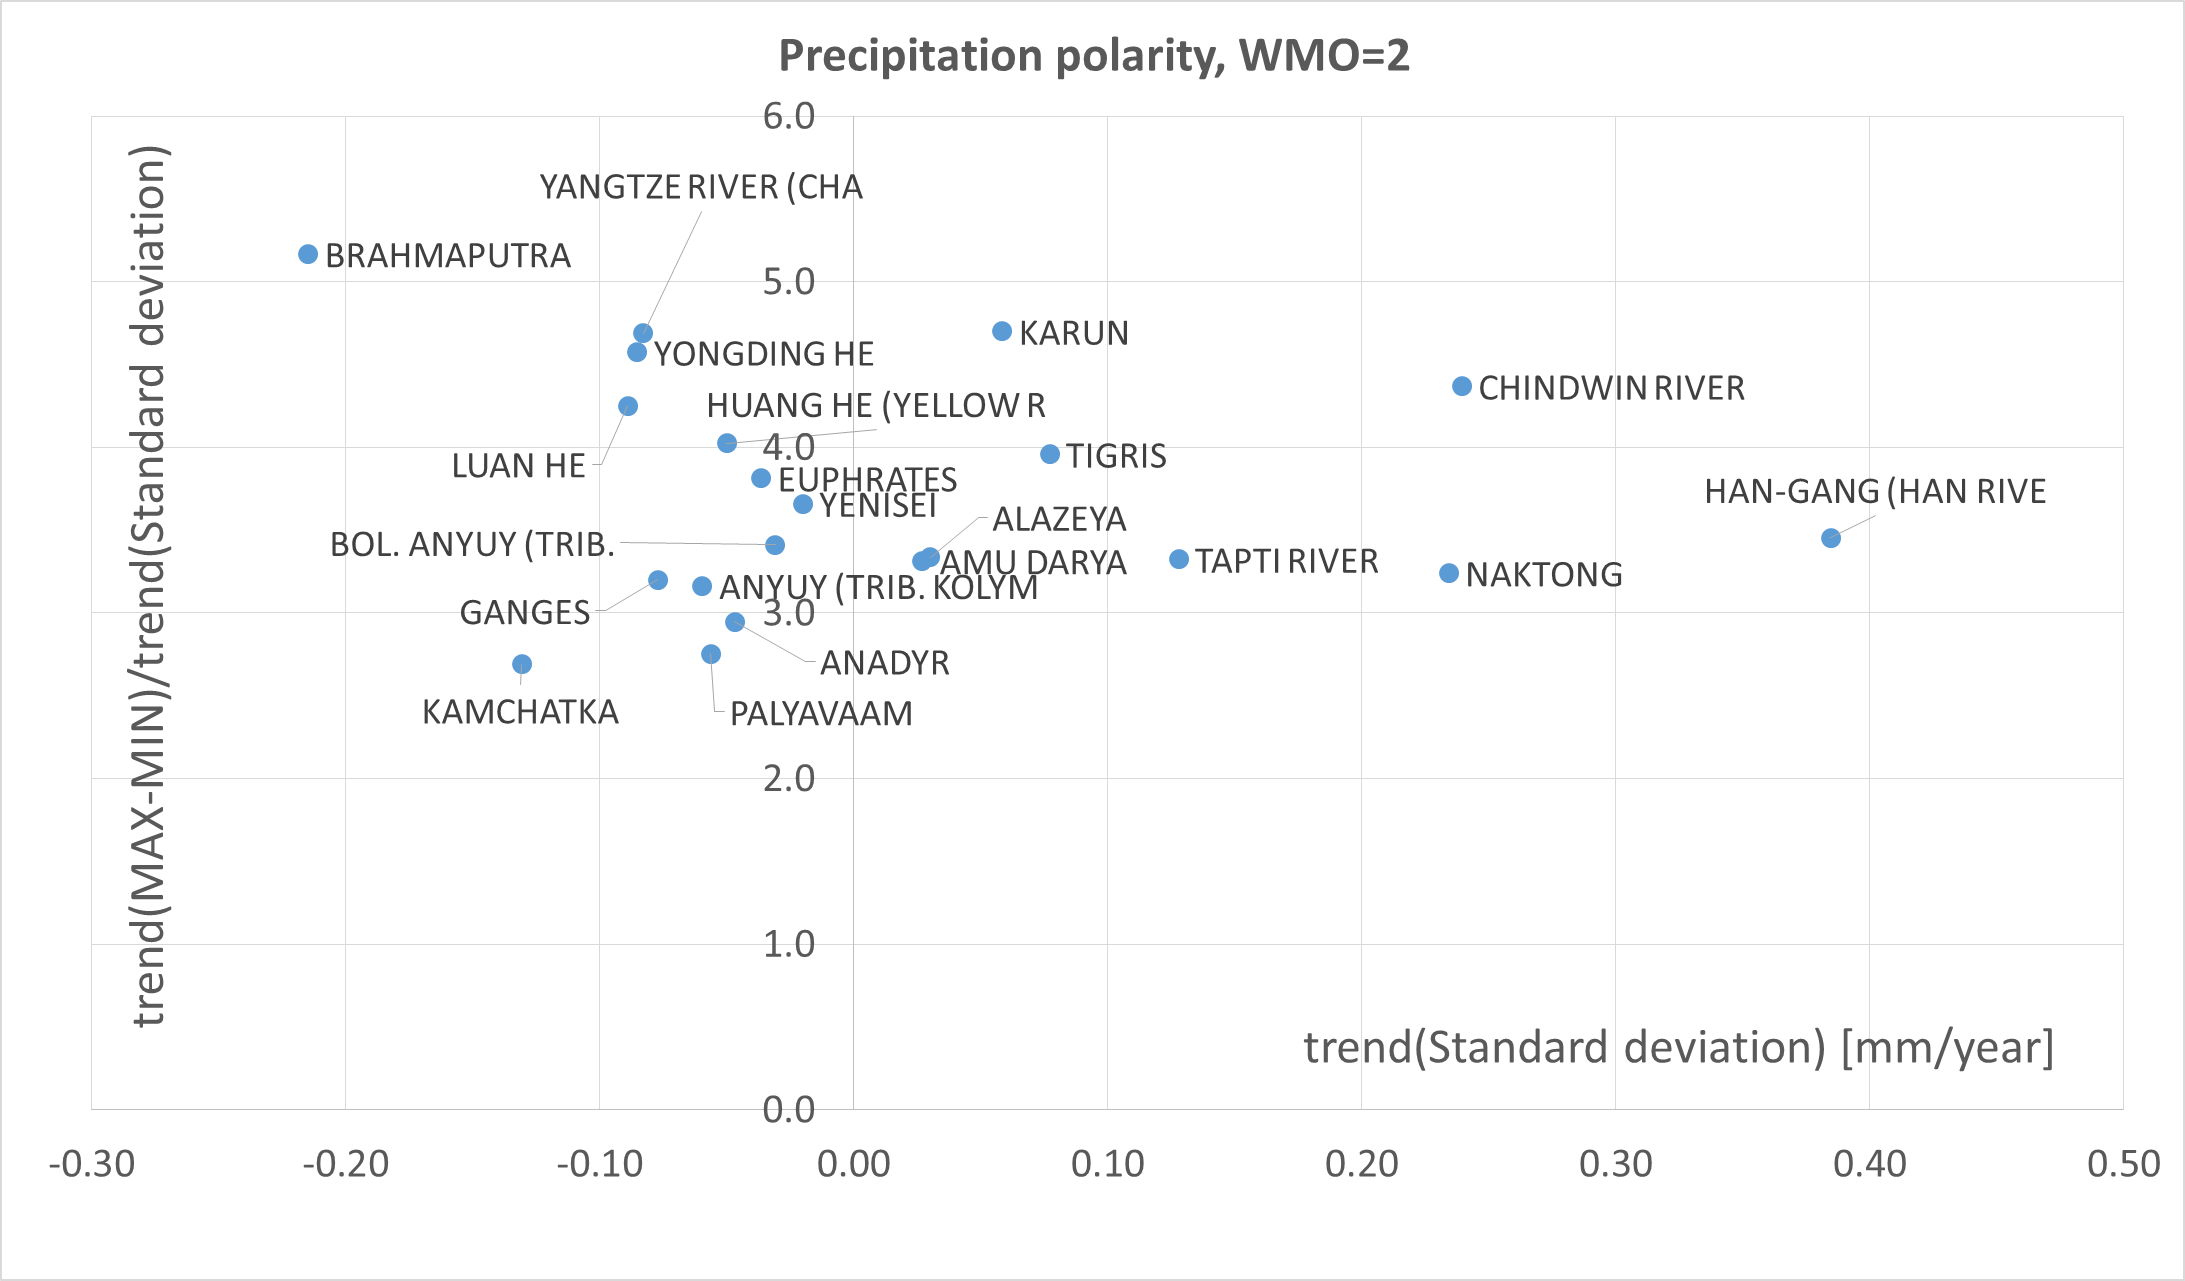 Precipitation polarity, WMO=2
trend(MAX-MIN)/trend(Standard deviation)
6.0
YANGTZE RIVER (CHA
BRAHMAPUTRA
5.0
KARUN
YONGDING HE
CHINDWIN RIVER
HUANG HE (YELLOW R
4.0
TIGRIS
LUAN HE
EUPHRATES
HAN-GANG (HAN RIVE
YENISEI
ALAZEYA
BOL. ANYUY (TRIB.
AMU DARYA
TAPTI RIVER
NAKTONG
ANYUY (TRIB. KOLYM
GANGES
3.0
ANADYR
KAMCHATKA
PALYAVAAM
2.0
1.0
trend(Standard deviation) [mm/year]
0.0
-0.30 -0.20 -0.10 0.00 0.10 0.20 0.30 0.40 0.50